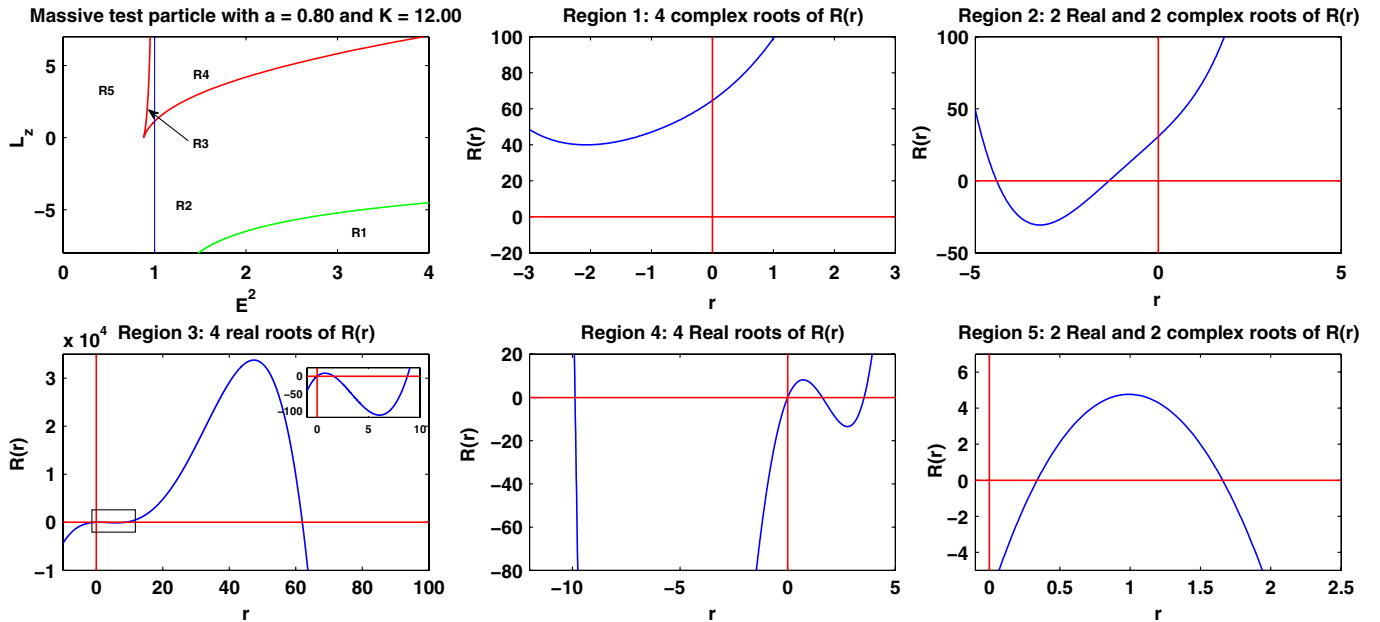 Massive test particle with a = 0.80 and K = 12.00
5
0
−5
L_z
R5
R4
R3
R2
R1
0
1
2
3
4
E^2
Region 1: 4 complex roots of R(r)
100
80
60
40
20
0
−20
R(r)
−3
−2
−1
0
1
2
3
r
Region 2: 2 Real and 2 complex roots of R(r)
100
50
0
−50
R(r)
−5
0
5
r
x 10^4
Region 3: 4 real roots of R(r)
3
2
1
0
−1
R(r)
0
−50
−100
0
5
10
0
20
40
60
80
100
r
Region 4: 4 Real roots of R(r)
20
0
−20
−40
−60
−80
R(r)
−10
−5
0
5
r
Region 5: 2 Real and 2 complex roots of R(r)
6
4
2
0
−2
−4
R(r)
0
0.5
1
1.5
2
2.5
r